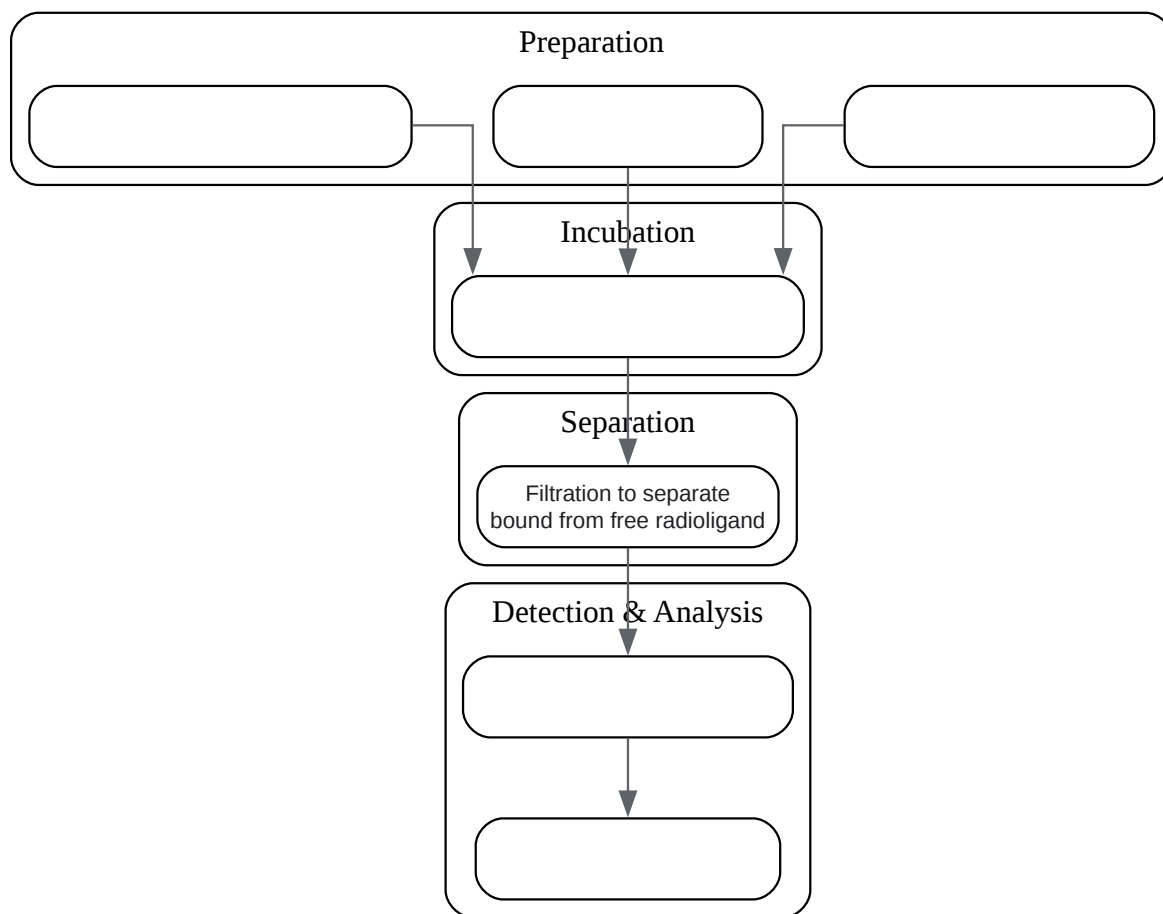 Preparation
Incubation
Separation
Filtration to separate
bound from free radioligand
Detection & Analysis